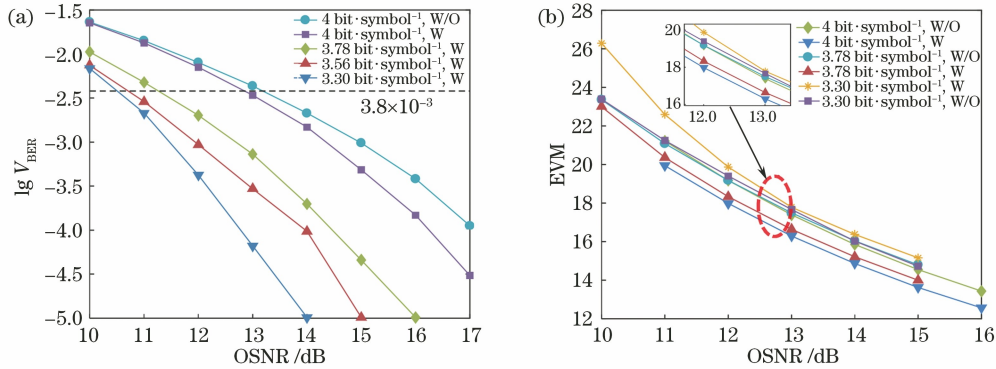 (a)
-1.5
-2.0
-2.5
-3.0
-3.5
-4.0
-4.5
-5.0
lg V_BER
4 bit·symbol⁻¹, W/O
4 bit·symbol⁻¹, W
3.78 bit·symbol⁻¹, W
3.56 bit·symbol⁻¹, W
3.30 bit·symbol⁻¹, W
3.8×10⁻³
10 11 12 13 14 15 16 17
OSNR /dB
(b)
28
26
24
22
20
18
16
14
12
EVM
20
18
16
12.0 13.0
4 bit·symbol⁻¹, W/O
4 bit·symbol⁻¹, W
3.78 bit·symbol⁻¹, W/O
3.78 bit·symbol⁻¹, W
3.30 bit·symbol⁻¹, W
3.30 bit·symbol⁻¹, W/O
10 11 12 13 14 15 16
OSNR /dB